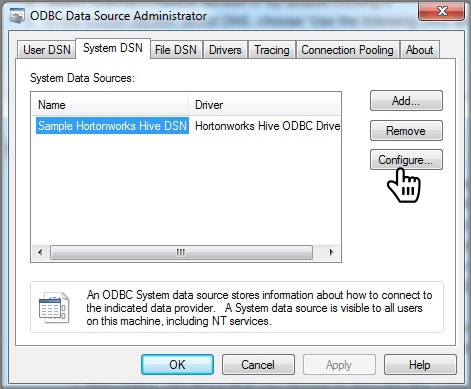 ODBC Data Source Administrator
User DSN System DSN File DSN Drivers Tracing Connection Pooling About
System Data Sources:
Name Driver
Sample Hortonworks Hive DSN Hortonworks Hive ODBC Drive
Add...
Remove
Configure...
An ODBC System data source stores information about how to connect to
the indicated data provider. A System data source is visible to all users
on this machine, including NT services.
OK Cancel Apply Help